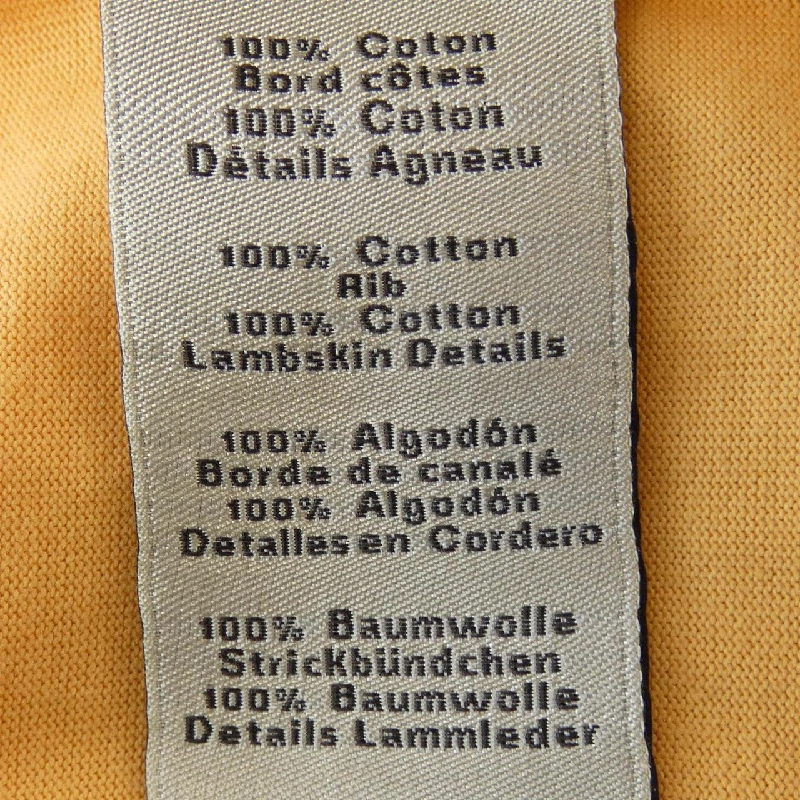 100% Coton
Bord côtes
100% Coton
Détails Agneau
100% Cotton
Rib
100% Cotton
Lambskin Details
100% Algodón
Borde de canalé
100% Algodón
Detalles en Cordero
100% Baumwolle
Strickbündchen
100% Baumwolle
Details Lammleder